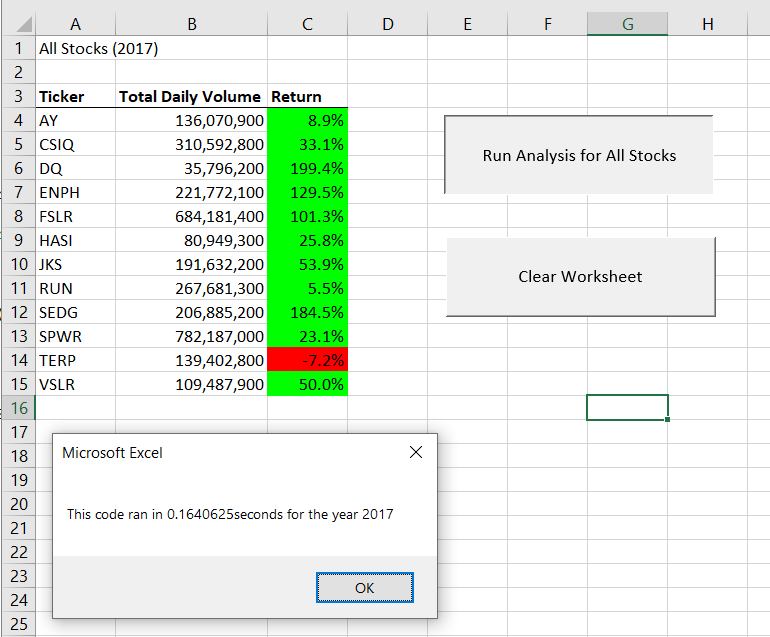 A B C D E F G H
1 All Stocks (2017)
2
3 Ticker Total Daily Volume Return
4 AY 136,070,900 8.9%
5 CSIQ 310,592,800 33.1%
6 DQ 35,796,200 199.4%
7 ENPH 221,772,100 129.5%
8 FSLR 684,181,400 101.3%
9 HASI 80,949,300 25.8%
10 JKS 191,632,200 53.9%
11 RUN 267,681,300 5.5%
12 SEDG 206,885,200 184.5%
13 SPWR 782,187,000 23.1%
14 TERP 139,402,800 -7.2%
15 VSLR 109,487,900 50.0%
Run Analysis for All Stocks
Clear Worksheet
16
17
18
19
20
21
22
23
24
25
Microsoft Excel
This code ran in 0.1640625seconds for the year 2017
OK